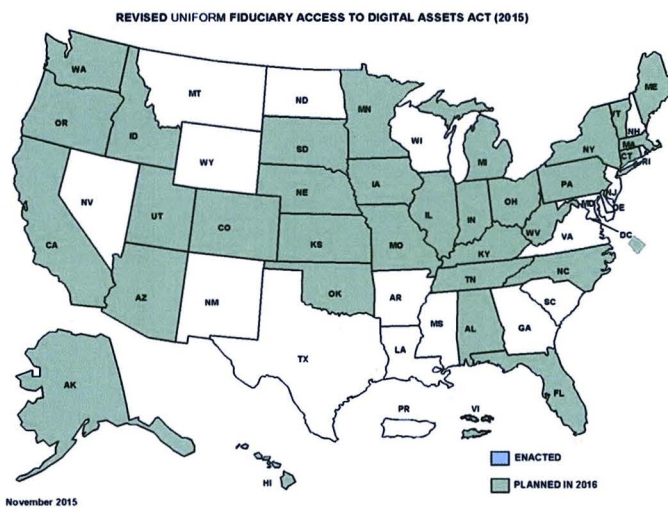 REVISED UNIFORM FIDUCIARY ACCESS TO DIGITAL ASSETS ACT (2015)
WA
MT
ND
MN
ME
OR
ID
SD
WI
MI
VT
NH
NY
MA
CT
RI
WY
NV
UT
CO
NE
IA
IL
IN
OH
PA
NJ
MD
DE
DC
WV
VA
CA
KS
MO
KY
AZ
NM
OK
AR
TN
NC
SC
TX
LA
MS
AL
GA
FL
AK
HI
PR
VI
ENACTED
PLANNED IN 2016
November 2015